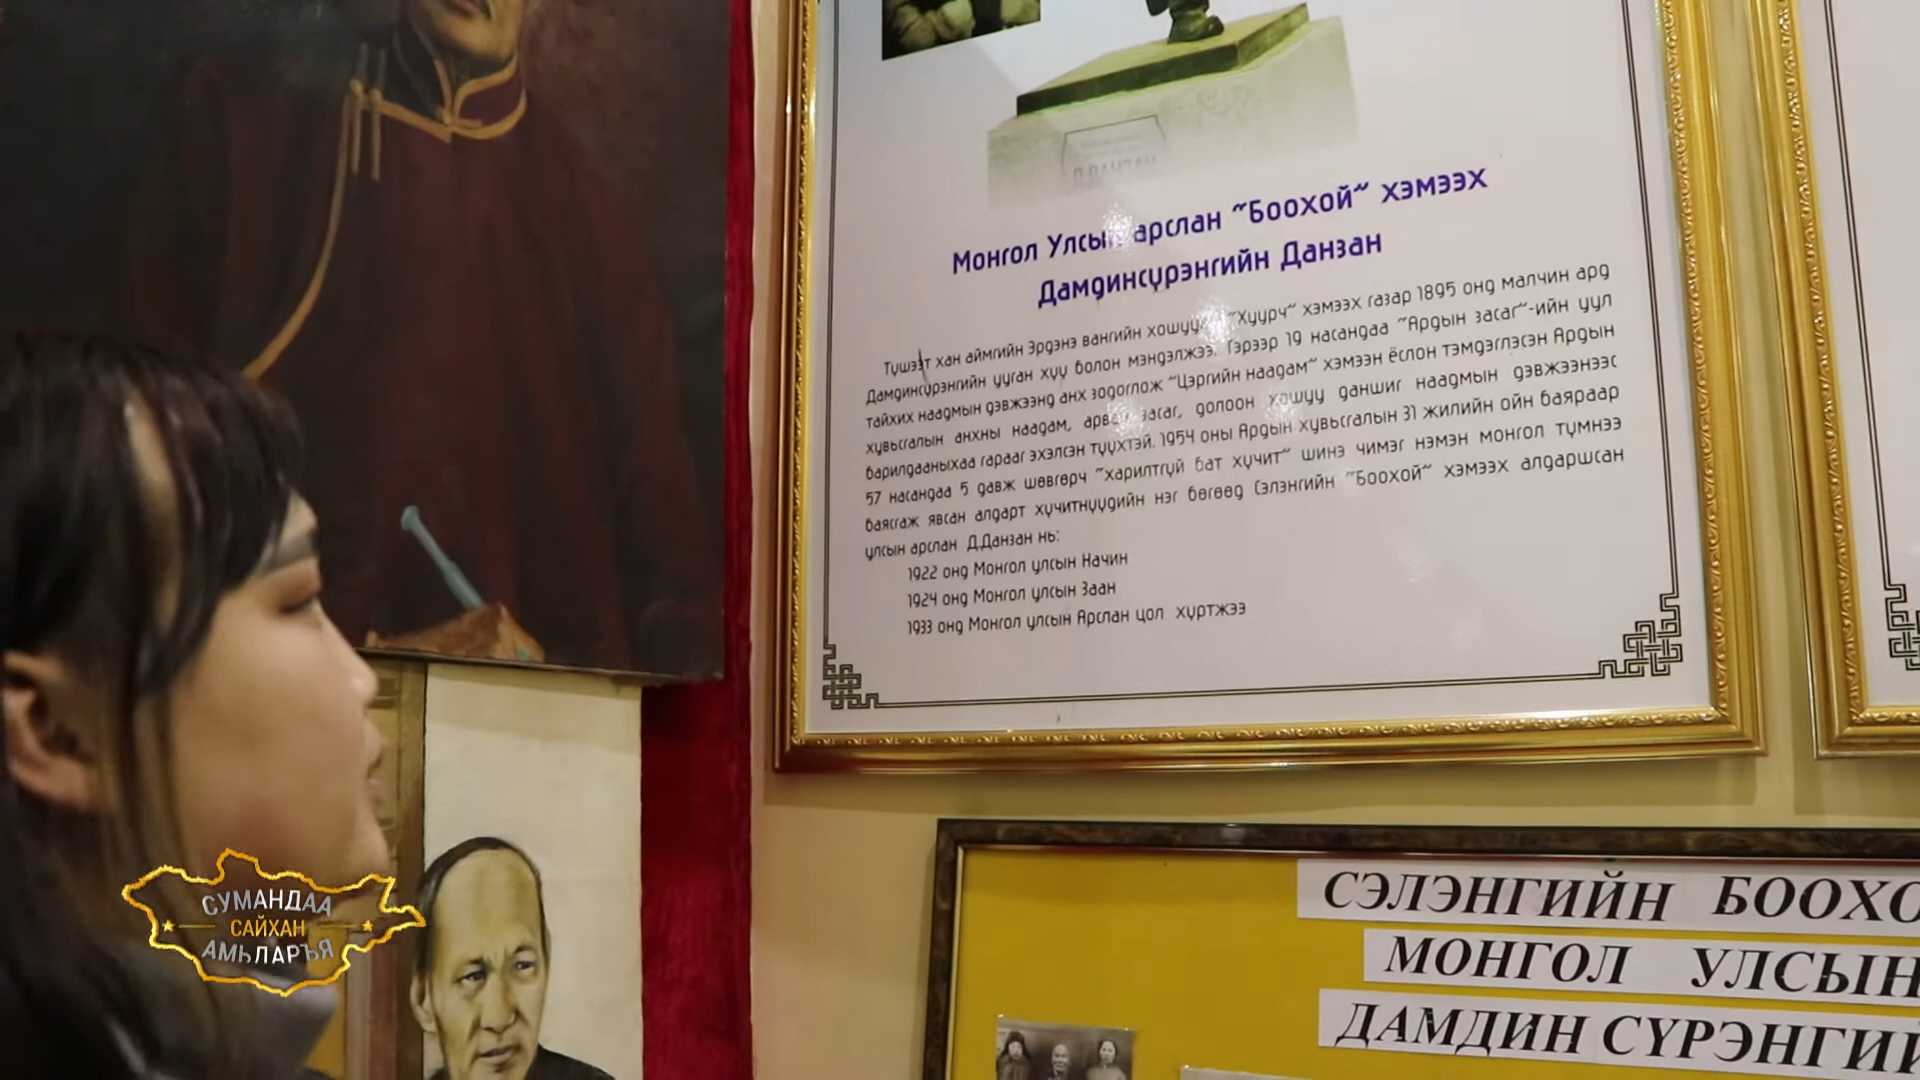 Д.ДАНЗАН
Монгол Улсын арслан "Боохой" хэмээх
Дамдинсүрэнгийн Данзан
Түшээт хан аймгийн Эрдэнэ вангийн хошууны "Хуурч" хэмээх газар 1895 онд малчин ард
Дамдинсүрэнгийн ууган хүү болон мэндэлжээ. Тэрээр 19 насандаа "Ардын засаг"-ийн уул
тайхих наадмын дэвжээнд анх зодоглож "Цэргийн наадам" хэмээн ёслон тэмдэглэсэн Ардын
хувьсгалын анхны наадам, арван засаг, долоон хошуу даншиг наадмын дэвжээнээс
барилдааныхаа гарааг эхэлсэн түүхтэй. 1954 оны Ардын хувьсгалын 31 жилийн ойн баяраар
57 насандаа 5 давж шөвгөрч "харилтгүй бат хүчит" шинэ чимэг нэмэн монгол түмнээ
баясгаж явсан алдарт хүчитнүүдийн нэг бөгөөд Сэлэнгийн "Боохой" хэмээх алдаршсан
улсын арслан Д.Данзан нь:
1922 онд Монгол улсын Начин
1924 онд Монгол улсын Заан
1933 онд Монгол улсын Арслан цол хүртжээ
СЭЛЭНГИЙН БООХО
МОНГОЛ УЛСЫН
ДАМДИН СҮРЭНГИЙ
СУМАНДАА
САЙХАН
АМЬДАРЪЯ